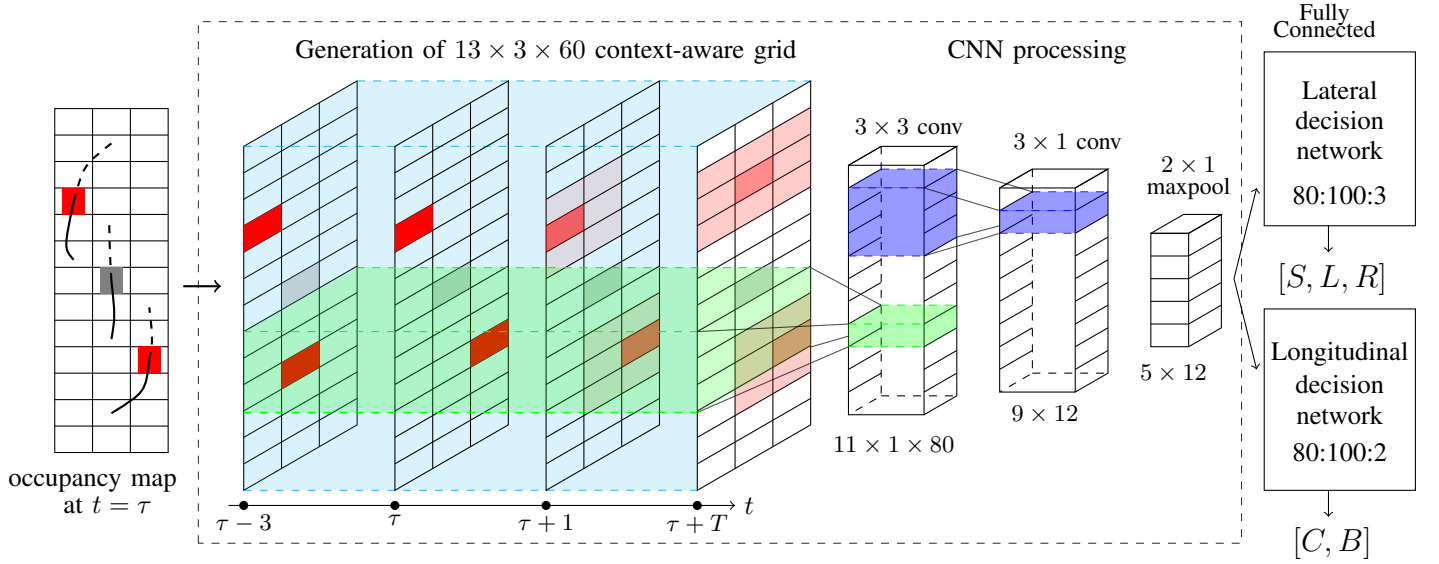 occupancy map
at t = τ
Generation of 13 × 3 × 60 context-aware grid
τ − 3
τ
τ + 1
τ + T
t
CNN processing
3 × 3 conv
11 × 1 × 80
3 × 1 conv
9 × 12
2 × 1
maxpool
5 × 12
Fully
Connected
Lateral
decision
network
80:100:3
[S, L, R]
Longitudinal
decision
network
80:100:2
[C, B]